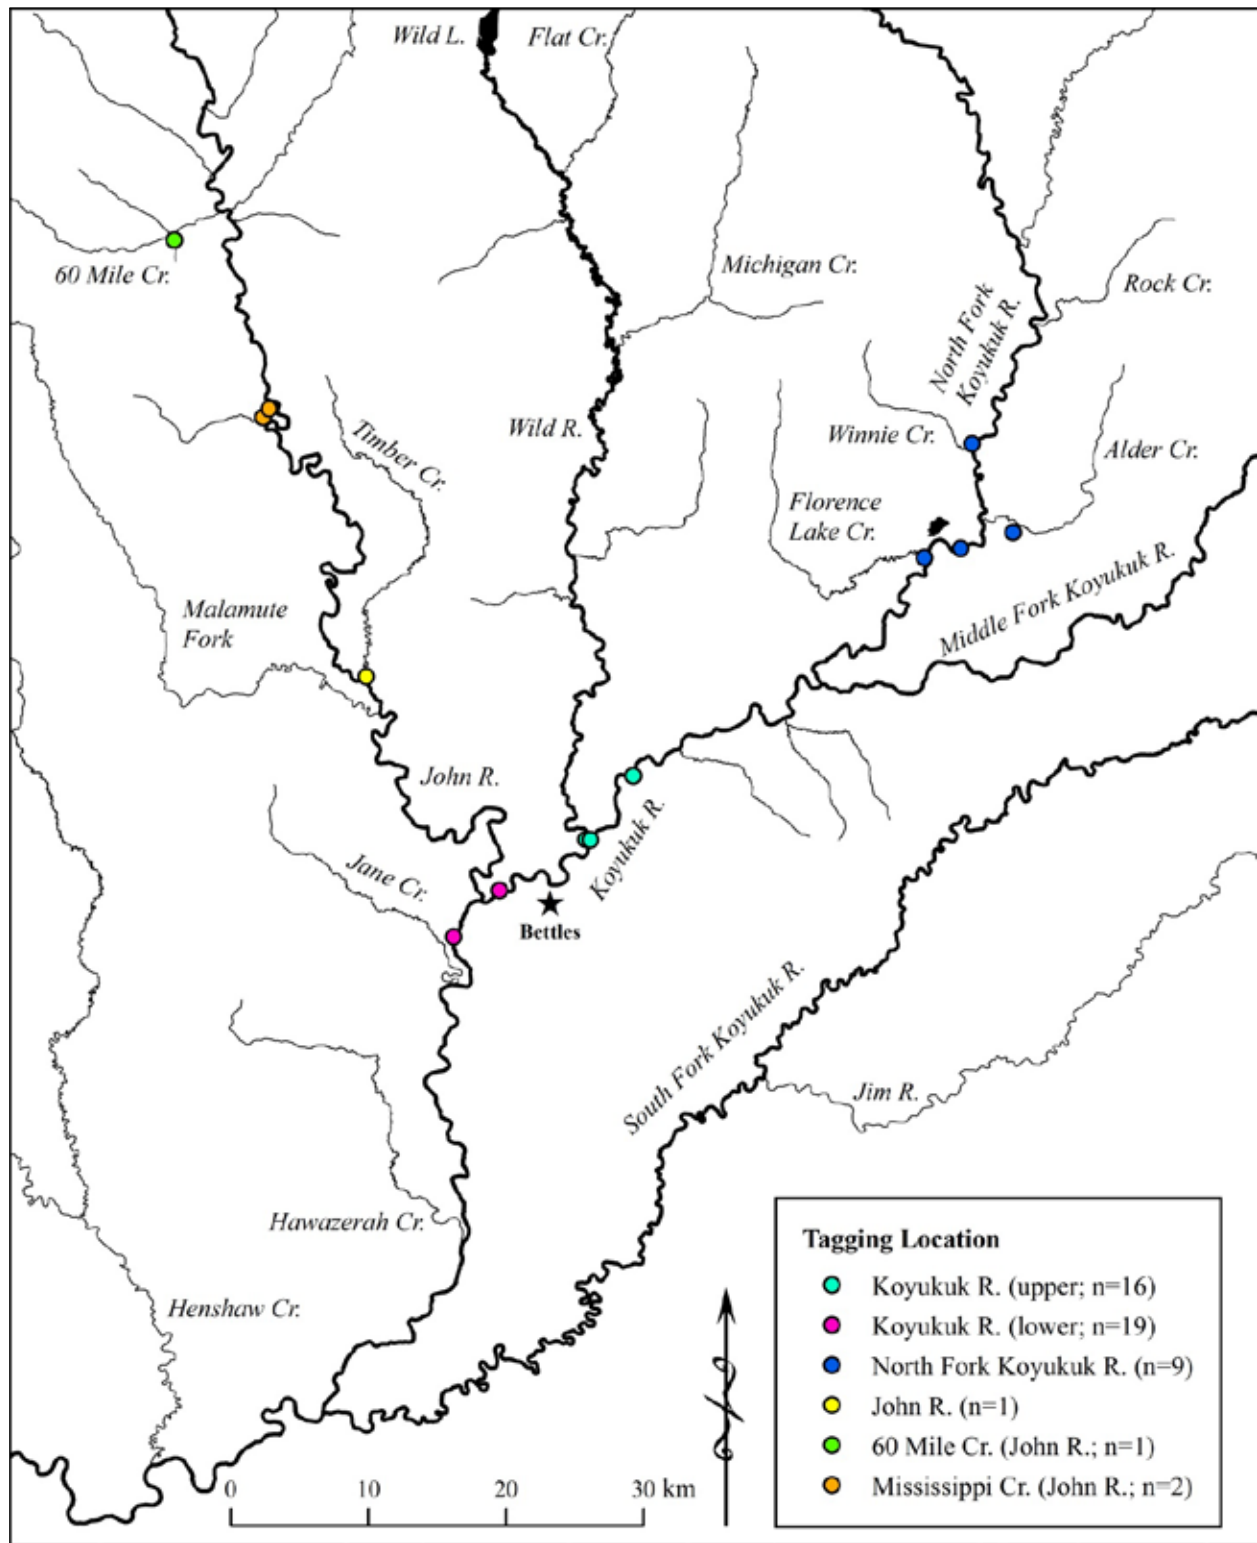 Wild L.
Flat Cr.
60 Mile Cr.
Michigan Cr.
Rock Cr.
North Fork
Koyukuk R.
Timber Cr.
Wild R.
Winnie Cr.
Alder Cr.
Florence
Lake Cr.
Malamute
Fork
Middle Fork Koyukuk R.
John R.
Koyukuk R.
Jane Cr.
Bettles
South Fork Koyukuk R.
Jim R.
Hawazerah Cr.
Henshaw Cr.
Tagging Location
Koyukuk R. (upper; n=16)
Koyukuk R. (lower; n=19)
North Fork Koyukuk R. (n=9)
John R. (n=1)
60 Mile Cr. (John R.; n=1)
Mississippi Cr. (John R.; n=2)
0 10 20 30 km